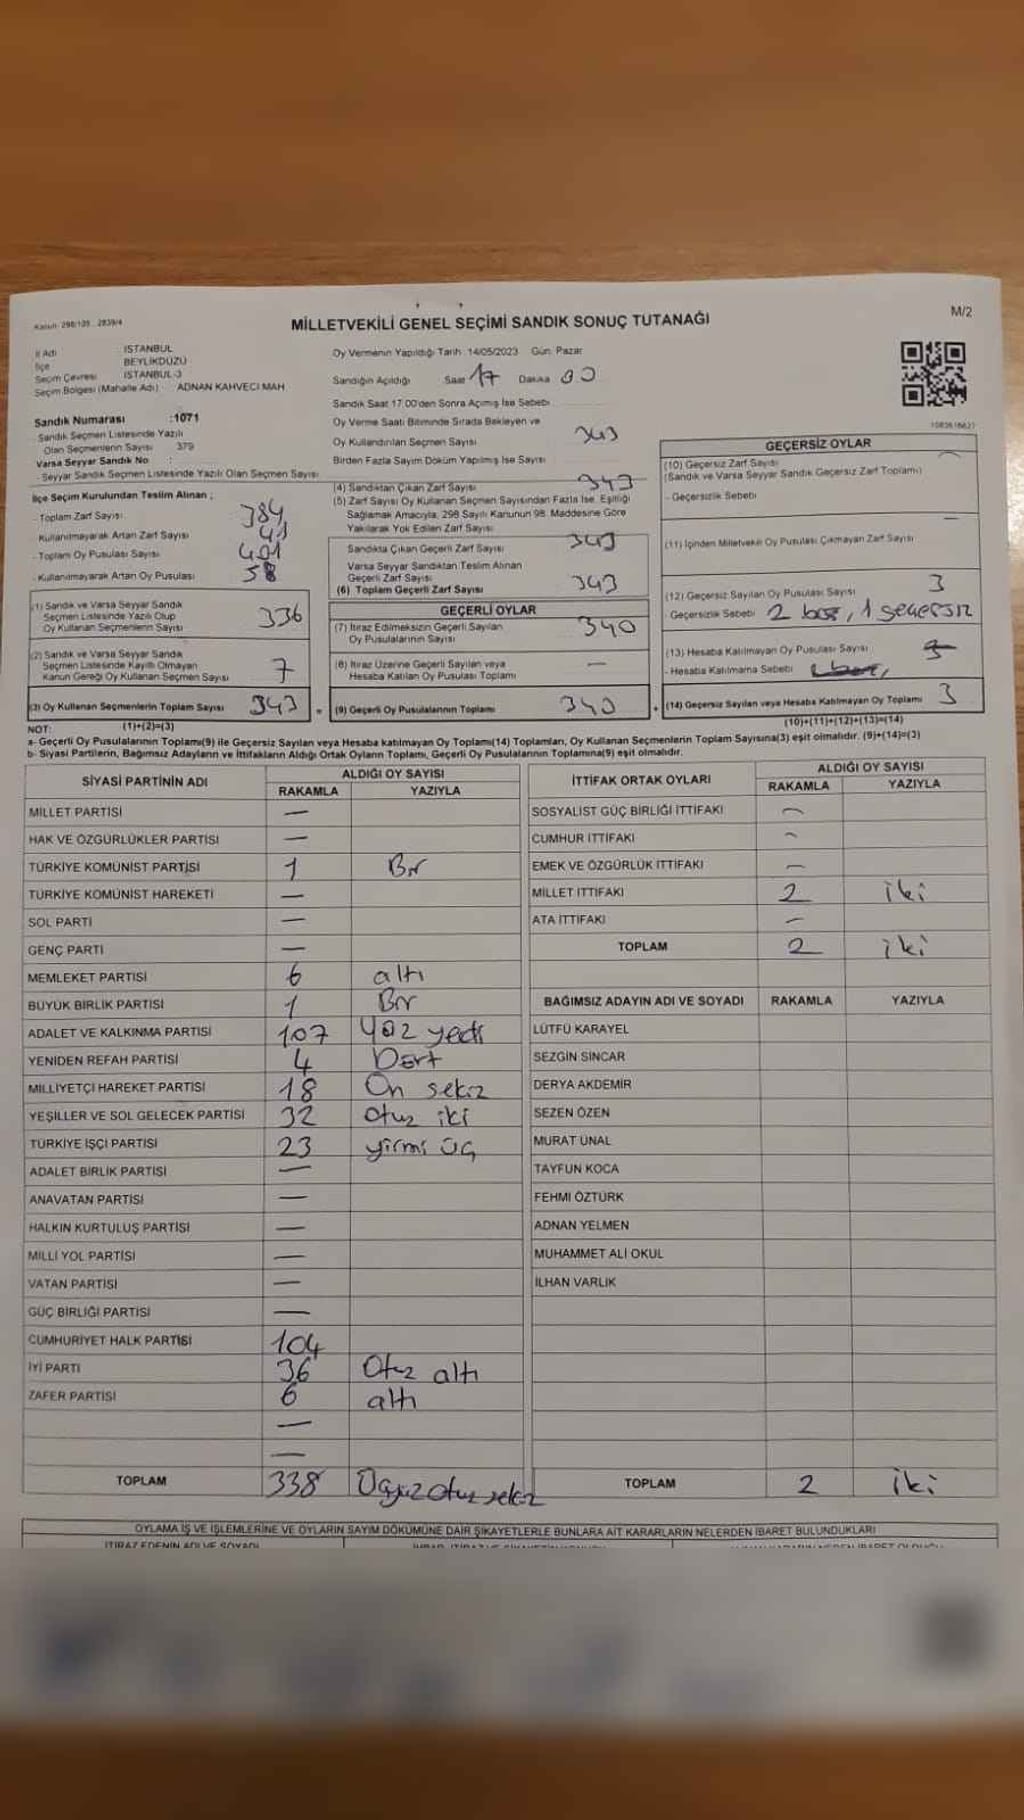 Kanun: 298/105 2839/4
MİLLETVEKİLİ GENEL SEÇİMİ SANDIK SONUÇ TUTANAĞI
M/2
İl Adı İSTANBUL
İlçe BEYLİKDÜZÜ
Seçim Çevresi İSTANBUL-3
Seçim Bölgesi (Mahalle Adı) ADNAN KAHVECİ MAH.
Sandık Numarası :1071
Sandık Seçmen Listesinde Yazılı
Olan Seçmenlerin Sayısı 379
Varsa Seyyar Sandık No :
- Seyyar Sandık Seçmen Listesinde Yazılı Olan Seçmen Sayısı
Oy Vermenin Yapıldığı Tarih: 14/05/2023 Gün: Pazar
Sandığın Açıldığı Saat 17 Dakika
Sandık Saat 17.00'den Sonra Açılmış İse Sebebi
Oy Verme Saati Bitiminde Sırada Bekleyen ve
Oy Kullandırılan Seçmen Sayısı 343
Birden Fazla Sayım Döküm Yapılmış İse Sayısı
İlçe Seçim Kurulundan Teslim Alınan ;
- Toplam Zarf Sayısı 384
Kullanılmayarak Artan Zarf Sayısı 41
- Toplam Oy Pusulası Sayısı 401
- Kullanılmayarak Artan Oy Pusulası 58
(1) Sandık ve Varsa Seyyar Sandık
Seçmen Listesinde Yazılı Olup
Oy Kullanan Seçmenlerin Sayısı 336
(2) Sandık ve Varsa Seyyar Sandık
Seçmen Listesinde Kayıtlı Olmayan
Kanun Gereği Oy Kullanan Seçmen Sayısı 7
(3) Oy Kullanan Seçmenlerin Toplam Sayısı 343
(1)+(2)=(3)
(4) Sandıktan Çıkan Zarf Sayısı 343
(5) Zarf Sayısı Oy Kullanan Seçmen Sayısından Fazla İse, Eşitliği
Sağlamak Amacıyla, 298 Sayılı Kanunun 98. Maddesine Göre
Yakılarak Yok Edilen Zarf Sayısı
Sandıkta Çıkan Geçerli Zarf Sayısı 343
Varsa Seyyar Sandıktan Teslim Alınan
Geçerli Zarf Sayısı
(6) Toplam Geçerli Zarf Sayısı 343
GEÇERLİ OYLAR
(7) İtiraz Edilmeksizin Geçerli Sayılan
Oy Pusulalarının Sayısı 340
(8) İtiraz Üzerine Geçerli Sayılan veya
Hesaba Katılan Oy Pusulası Toplamı —
= (9) Geçerli Oy Pusulalarının Toplamı 340
GEÇERSİZ OYLAR
(10) Geçersiz Zarf Sayısı —
(Sandık ve Varsa Seyyar Sandık Geçersiz Zarf Toplamı)
- Geçersizlik Sebebi
(11) İçinden Milletvekili Oy Pusulası Çıkmayan Zarf Sayısı —
(12) Geçersiz Sayılan Oy Pusulası Sayısı 3
- Geçersizlik Sebebi 2 boş, 1 geçersiz
(13) Hesaba Katılmayan Oy Pusulası Sayısı
- Hesaba Katılmama Sebebi
+ (14) Geçersiz Sayılan veya Hesaba Katılmayan Oy Toplamı 3
(10)+(11)+(12)+(13)=(14)
NOT:
a- Geçerli Oy Pusulalarının Toplamı(9) ile Geçersiz Sayılan veya Hesaba katılmayan Oy Toplamı(14) Toplamları, Oy Kullanan Seçmenlerin Toplam Sayısına(3) eşit olmalıdır. (9)+(14)=(3)
b- Siyasi Partilerin, Bağımsız Adayların ve İttifakların Aldığı Ortak Oyların Toplamı, Geçerli Oy Pusulalarının Toplamına(9) eşit olmalıdır.
SİYASİ PARTİNİN ADI ALDIĞI OY SAYISI
RAKAMLA YAZIYLA
MİLLET PARTİSİ —
HAK VE ÖZGÜRLÜKLER PARTİSİ —
TÜRKİYE KOMÜNİST PARTİSİ 1 Bir
TÜRKİYE KOMÜNİST HAREKETİ —
SOL PARTİ —
GENÇ PARTİ —
MEMLEKET PARTİSİ 6 altı
BÜYÜK BİRLİK PARTİSİ 1 Bir
ADALET VE KALKINMA PARTİSİ 107 Yüz yedi
YENİDEN REFAH PARTİSİ 4 Dört
MİLLİYETÇİ HAREKET PARTİSİ 18 On sekiz
YEŞİLLER VE SOL GELECEK PARTİSİ 32 Otuz iki
TÜRKİYE İŞÇİ PARTİSİ 23 yirmi üç
ADALET BİRLİK PARTİSİ —
ANAVATAN PARTİSİ —
HALKIN KURTULUŞ PARTİSİ —
MİLLİ YOL PARTİSİ —
VATAN PARTİSİ —
GÜÇ BİRLİĞİ PARTİSİ —
CUMHURİYET HALK PARTİSİ 104
İYİ PARTİ 36 Otuz altı
ZAFER PARTİSİ 6 altı
—
—
TOPLAM 338 Üçyüz otuz sekiz
İTTİFAK ORTAK OYLARI ALDIĞI OY SAYISI
RAKAMLA YAZIYLA
SOSYALİST GÜÇ BİRLİĞİ İTTİFAKI —
CUMHUR İTTİFAKI —
EMEK VE ÖZGÜRLÜK İTTİFAKI —
MİLLET İTTİFAKI 2 iki
ATA İTTİFAKI —
TOPLAM 2 iki
BAĞIMSIZ ADAYIN ADI VE SOYADI RAKAMLA YAZIYLA
LÜTFÜ KARAYEL
SEZGİN SİNCAR
DERYA AKDEMİR
SEZEN ÖZEN
MURAT ÜNAL
TAYFUN KOCA
FEHMİ ÖZTÜRK
ADNAN YELMEN
MUHAMMET ALİ OKUL
İLHAN VARLIK
TOPLAM 2 iki
OYLAMA İŞ VE İŞLEMLERİNE VE OYLARIN SAYIM DÖKÜMÜNE DAİR ŞİKAYETLERLE BUNLARA AİT KARARLARIN NELERDEN İBARET BULUNDUKLARI
İTİRAZ EDENİN ADI VE SOYADI